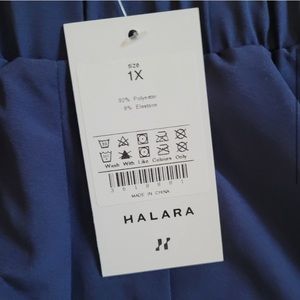 Size
1X
Polyester
Elastane
Wash With Like Colours Only
MADE IN CHINA
HALARA